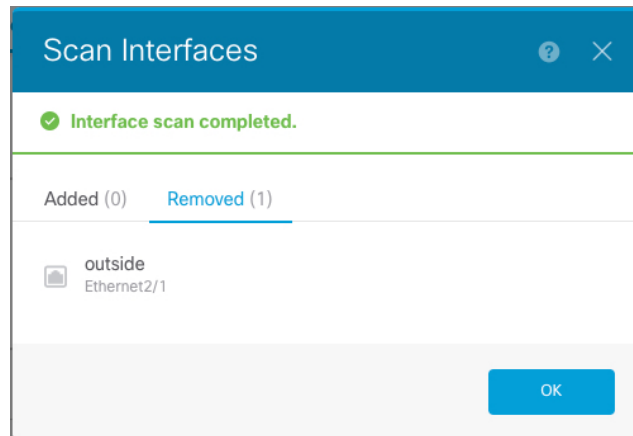 Scan Interfaces
Interface scan completed.
Added (0) Removed (1)
outside
Ethernet2/1
OK